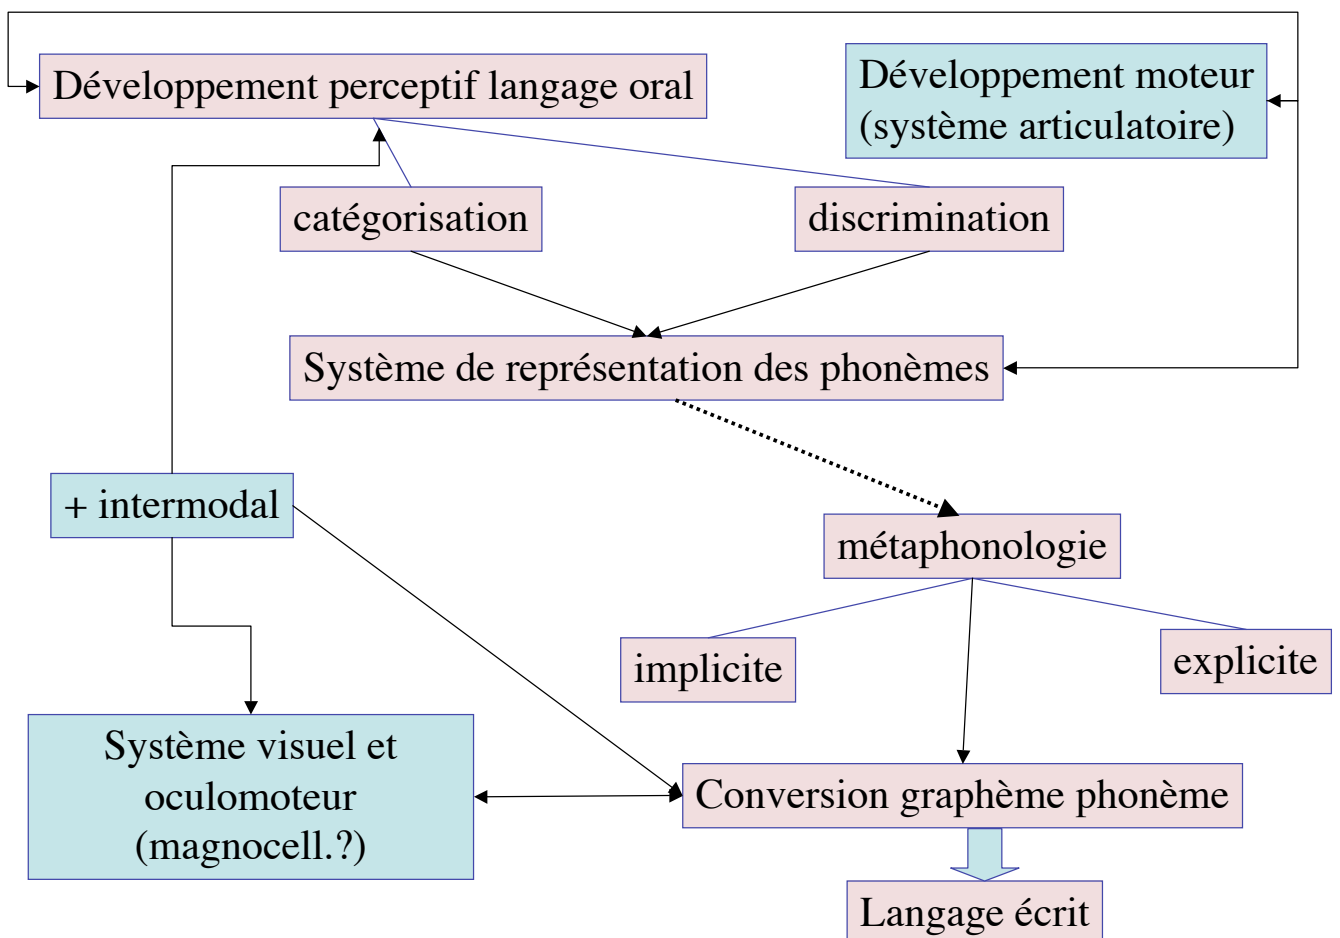 Développement perceptif langage oral
Développement moteur
(système articulatoire)
catégorisation
discrimination
Système de représentation des phonèmes
+ intermodal
métaphonologie
implicite
explicite
Système visuel et
oculomoteur
(magnocell.?)
Conversion graphème phonème
Langage écrit